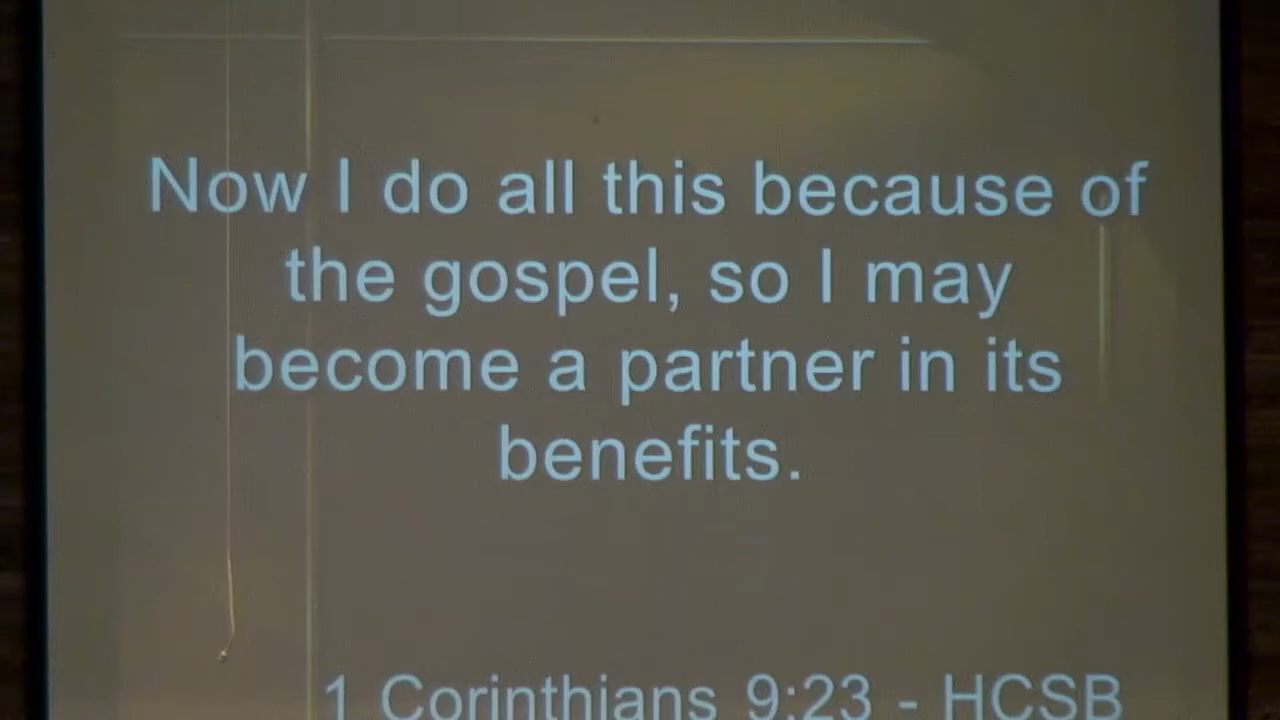 Now I do all this because of
the gospel, so I may
become a partner in its
benefits.
1 Corinthians 9:23 - HCSB